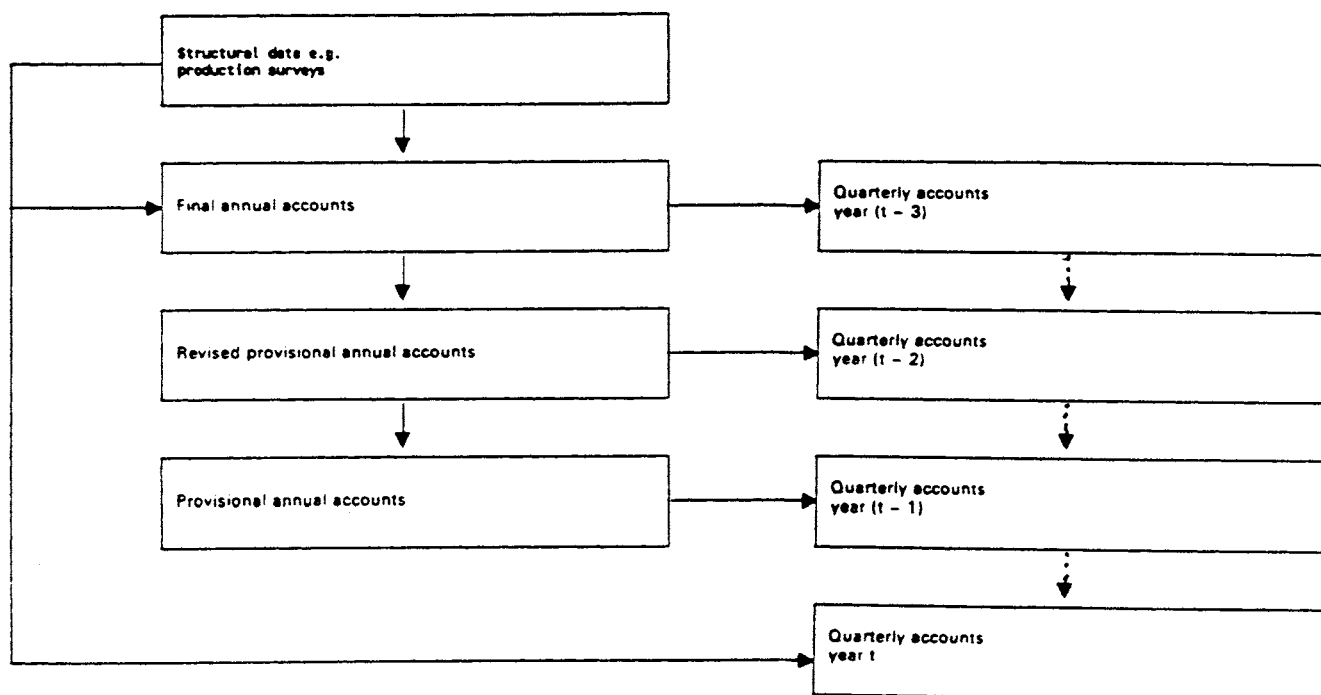 Structural data e.g.
production surveys
Final annual accounts
Quarterly accounts
year (t – 3)
Revised provisional annual accounts
Quarterly accounts
year (t – 2)
Provisional annual accounts
Quarterly accounts
year (t – 1)
Quarterly accounts
year t